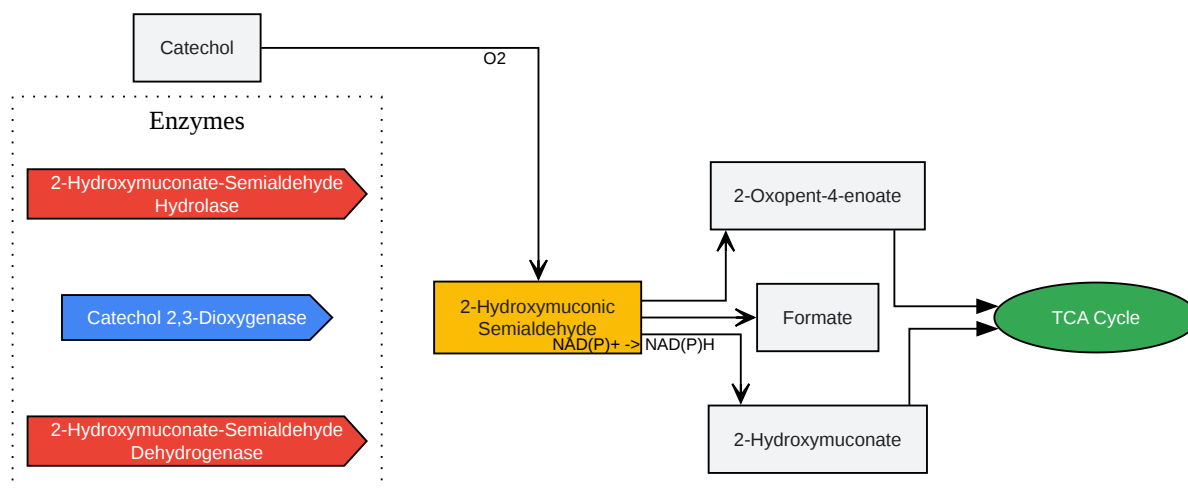 Catechol
O2
Enzymes
2-Hydroxymuconate-Semialdehyde
Hydrolase
Catechol 2,3-Dioxygenase
2-Hydroxymuconate-Semialdehyde
Dehydrogenase
2-Hydroxymuconic
Semialdehyde
NAD(P)+ -> NAD(P)H
2-Oxopent-4-enoate
Formate
2-Hydroxymuconate
TCA Cycle